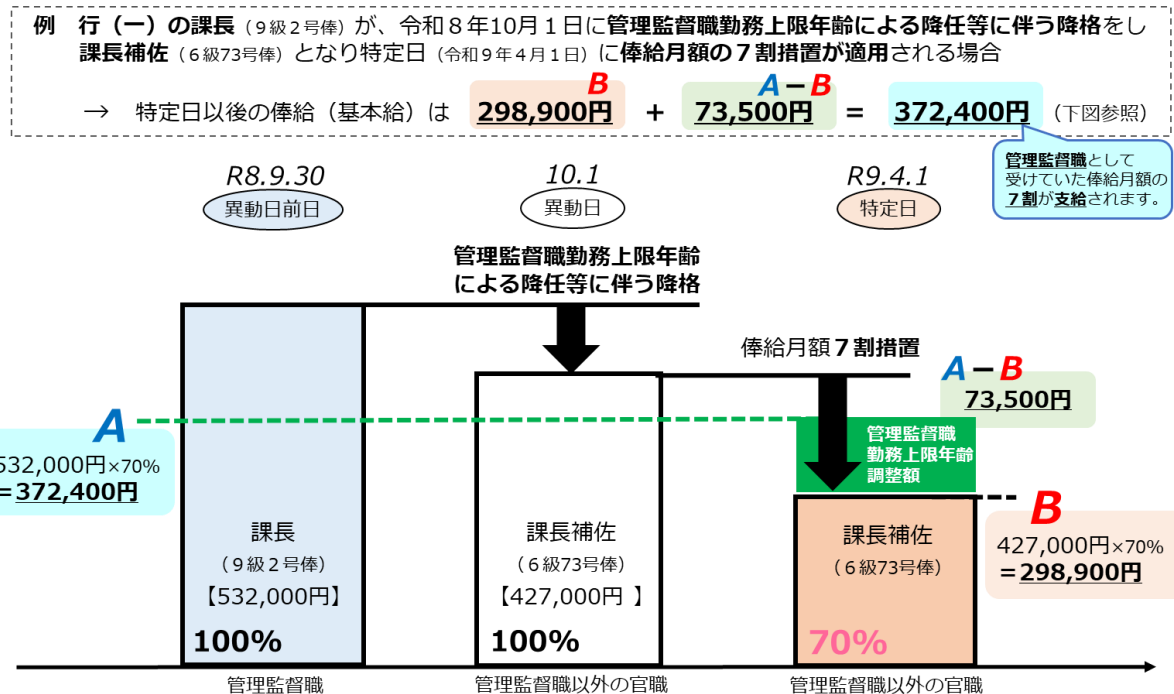 例 行（一）の課長（９級２号俸）が、令和８年10月１日に管理監督職勤務上限年齢による降任等に伴う降格をし
課長補佐（６級73号俸）となり特定日（令和９年４月１日）に俸給月額の７割措置が適用される場合
B
A－B
→ 特定日以後の俸給（基本給）は 298,900円 + 73,500円 = 372,400円（下図参照）
管理監督職として
受けていた俸給月額の
７割が支給されます。
R8.9.30
10.1
R9.4.1
異動日前日
異動日
特定日
管理監督職勤務上限年齢
による降任等に伴う降格
俸給月額７割措置
A－B
73,500円
A
532,000円×70%
=372,400円
管理監督職
勤務上限年齢
調整額
B
427,000円×70%
=298,900円
課長
（９級２号俸）
【532,000円】
100%
課長補佐
（６級73号俸）
【427,000円 】
100%
課長補佐
（６級73号俸）
70%
管理監督職
管理監督職以外の官職
管理監督職以外の官職